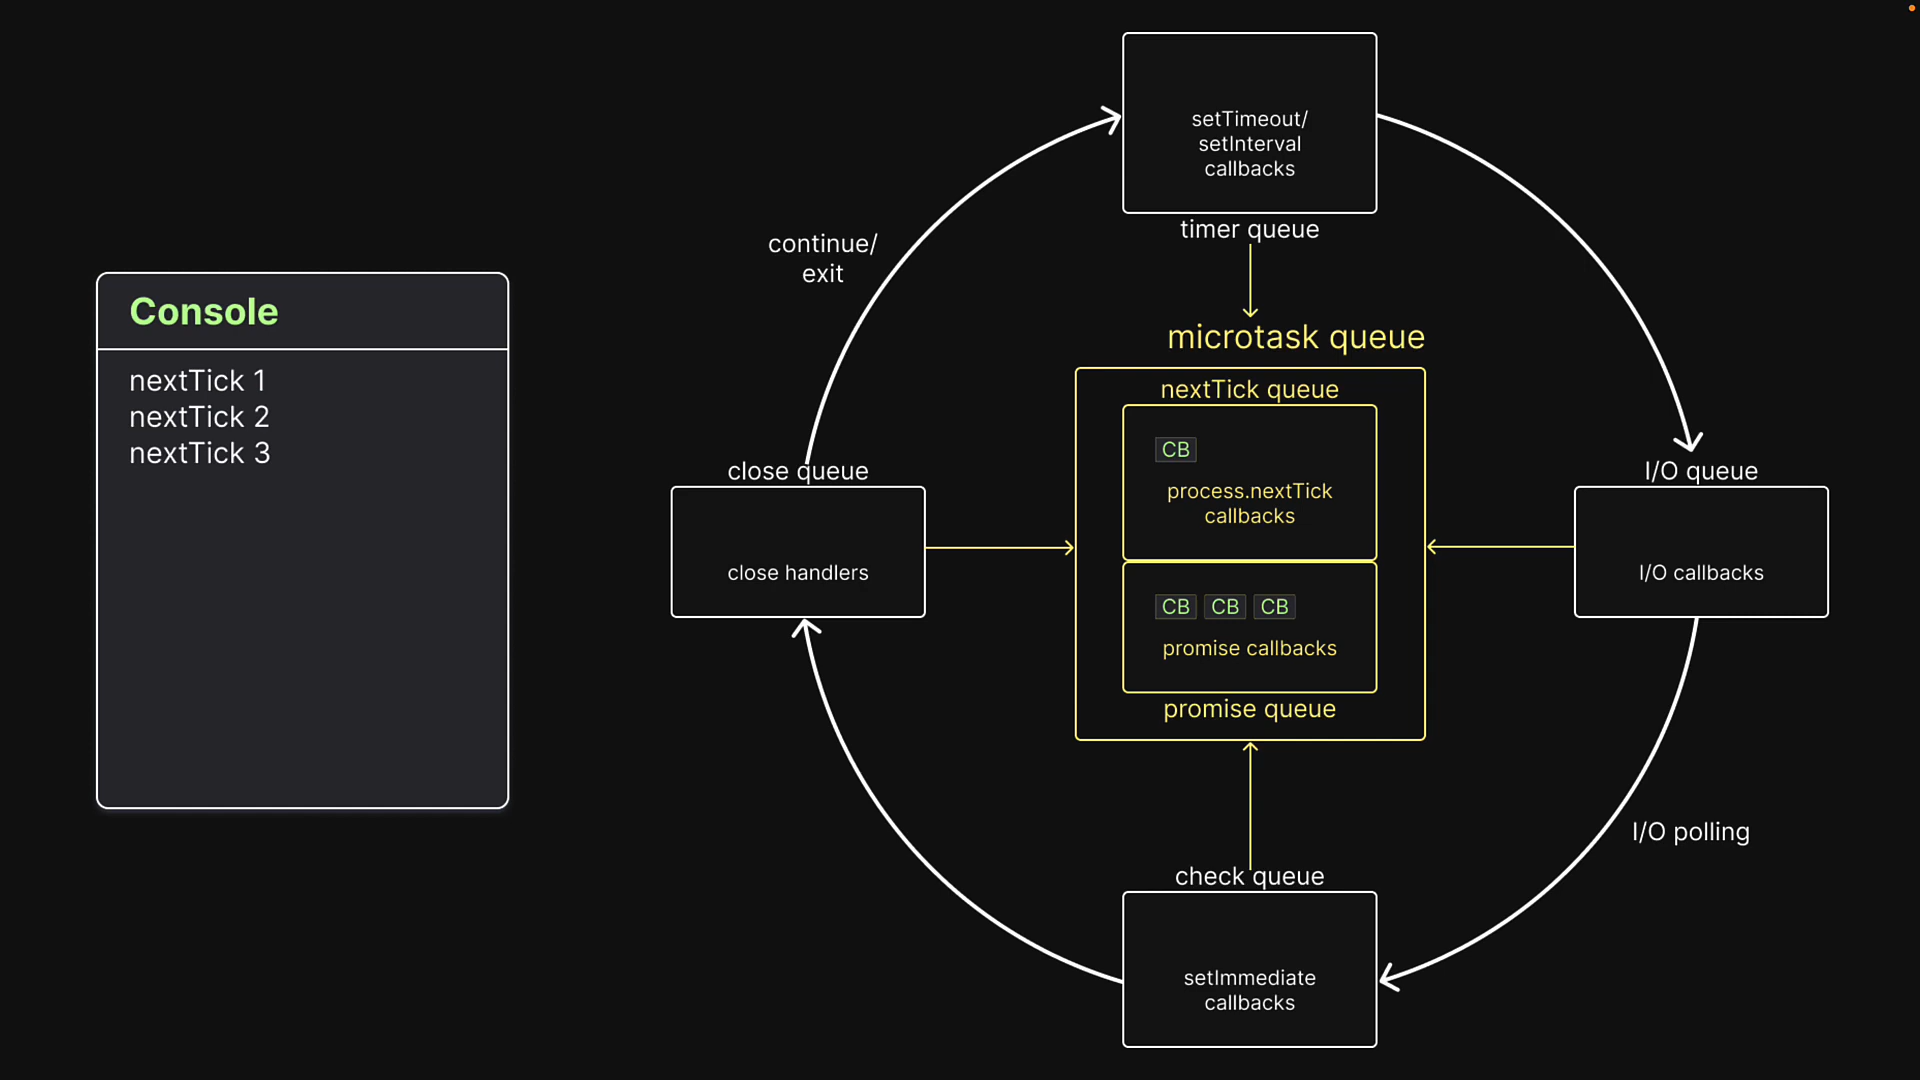 Console
nextTick 1
nextTick 2
nextTick 3
continue/
exit
setTimeout/
setInterval
callbacks
timer queue
microtask queue
nextTick queue
CB
process.nextTick
callbacks
CB CB CB
promise callbacks
promise queue
close queue
close handlers
I/O queue
I/O callbacks
I/O polling
check queue
setImmediate
callbacks